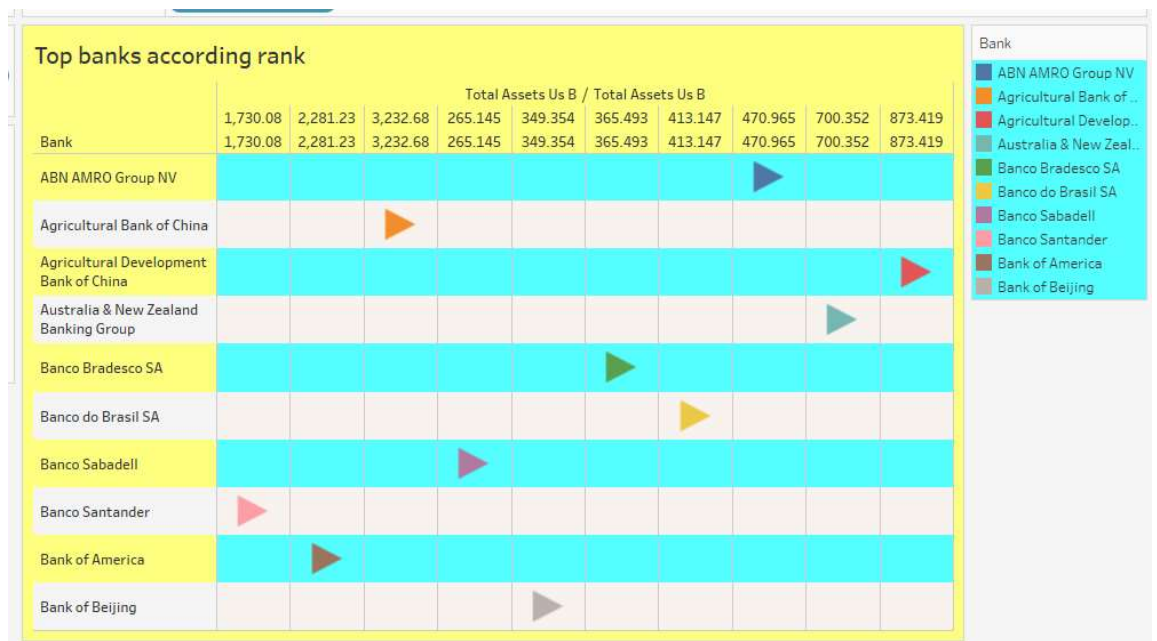 Top banks according rank
Total Assets Us B / Total Assets Us B
1,730.08 2,281.23 3,232.68 265.145 349.354 365.493 413.147 470.965 700.352 873.419
Bank 1,730.08 2,281.23 3,232.68 265.145 349.354 365.493 413.147 470.965 700.352 873.419
ABN AMRO Group NV
Agricultural Bank of China
Agricultural Development
Bank of China
Australia & New Zealand
Banking Group
Banco Bradesco SA
Banco do Brasil SA
Banco Sabadell
Banco Santander
Bank of America
Bank of Beijing
Bank
ABN AMRO Group NV
Agricultural Bank of ..
Agricultural Develop..
Australia & New Zeal..
Banco Bradesco SA
Banco do Brasil SA
Banco Sabadell
Banco Santander
Bank of America
Bank of Beijing